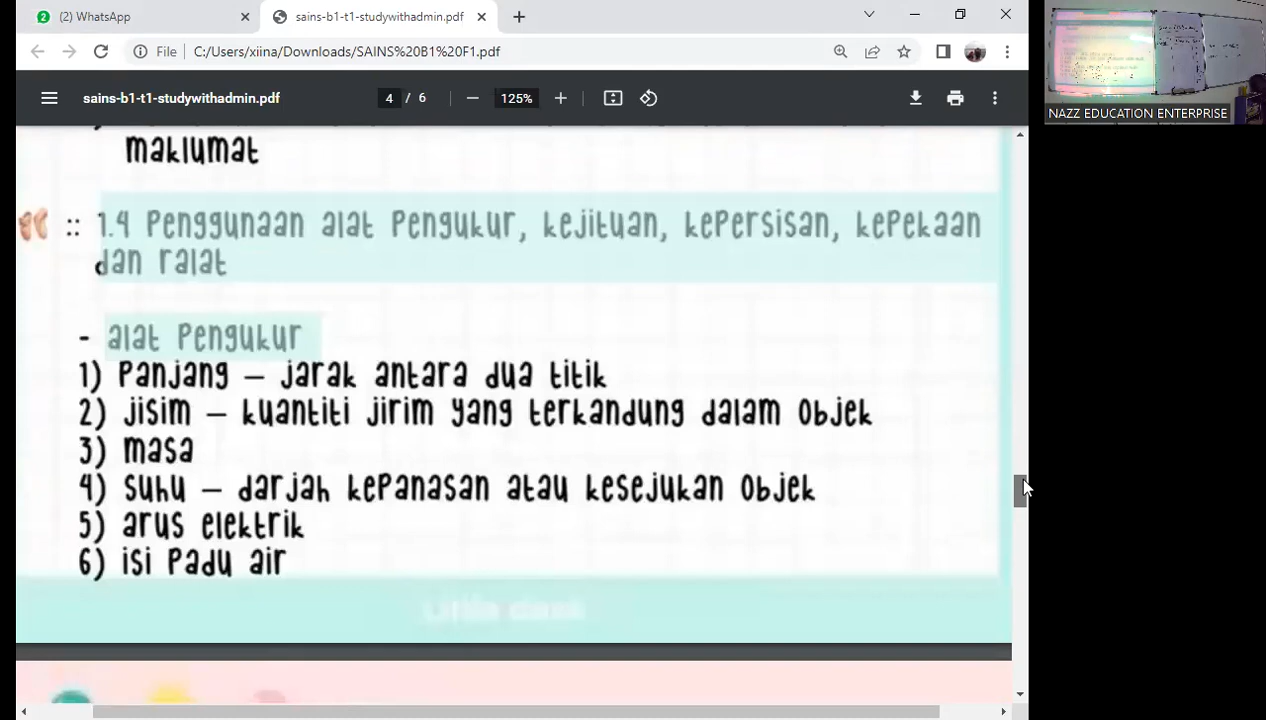 (2) WhatsApp
sains-b1-t1-studywithadmin.pdf
File
C:/Users/xiina/Downloads/SAINS%20B1%20F1.pdf
sains-b1-t1-studywithadmin.pdf
4 / 6
125%
NAZZ EDUCATION ENTERPRISE
maklumat
:: 1.4 Penggunaan alat Pengukur, kejituan, kePersisan, kePekaan
dan ralat
- alat Pengukur
1) Panjang – jarak antara dua titik
2) jisim – kuantiti jirim yang terkandung dalam objek
3) masa
4) suhu – darjah kePanasan atau kesejukan objek
5) arus elektrik
6) isi Padu air